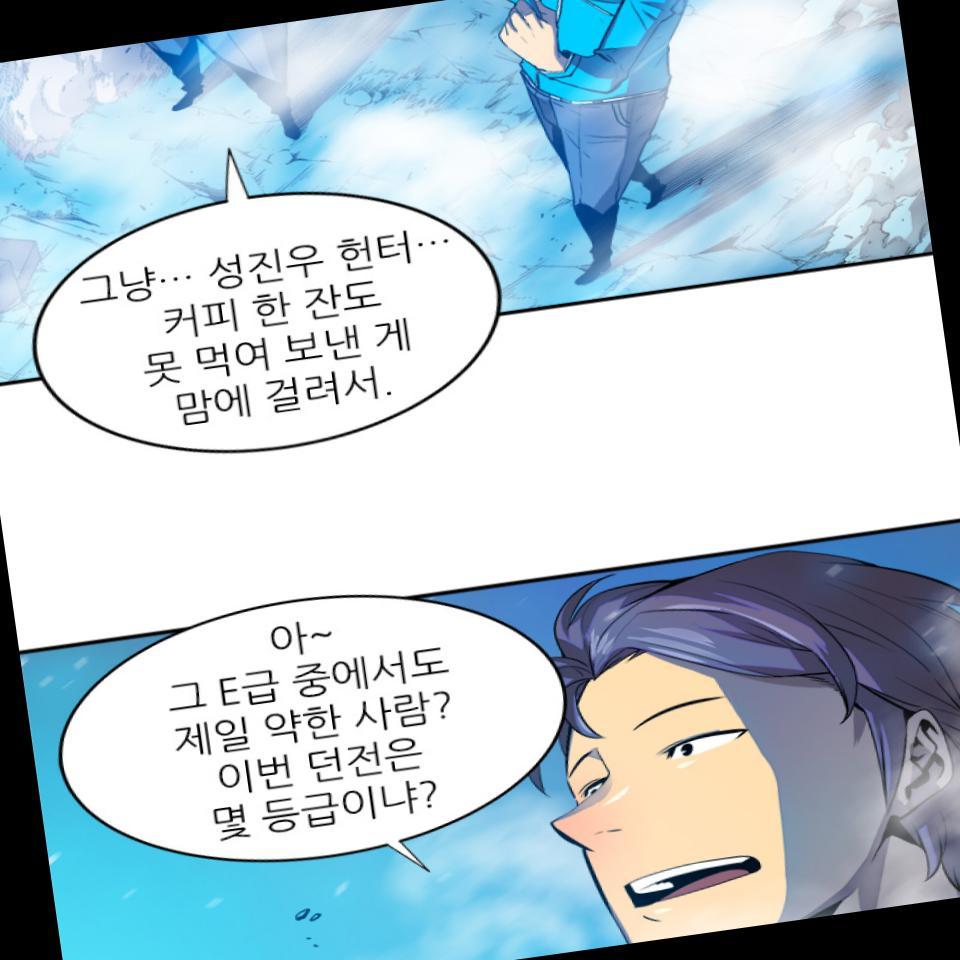 그냥… 성진우 헌터…
커피 한 잔도
못 먹여 보낸 게
맘에 걸려서.
아~
그 E급 중에서도
제일 약한 사람?
이번 던전은
몇 등급이냐?